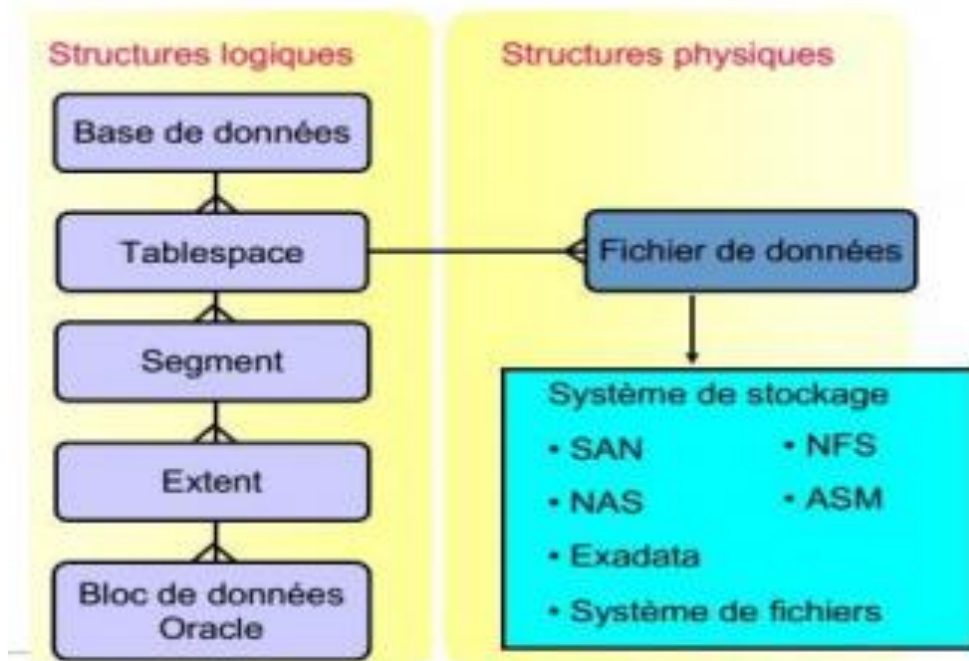 Structures logiques
Structures physiques
Base de données
Tablespace
Fichier de données
Segment
Extent
Bloc de données
Oracle
Système de stockage
• SAN
• NFS
• NAS
• ASM
• Exadata
• Système de fichiers